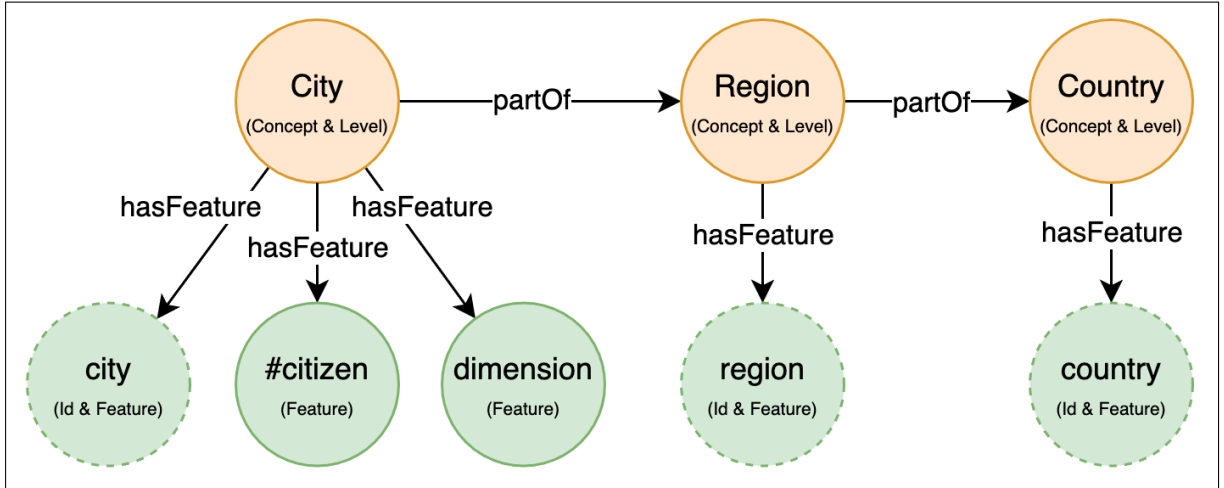 City
(Concept & Level)
partOf
Region
(Concept & Level)
partOf
Country
(Concept & Level)
hasFeature
hasFeature
hasFeature
hasFeature
hasFeature
city
(Id & Feature)
#citizen
(Feature)
dimension
(Feature)
region
(Id & Feature)
country
(Id & Feature)